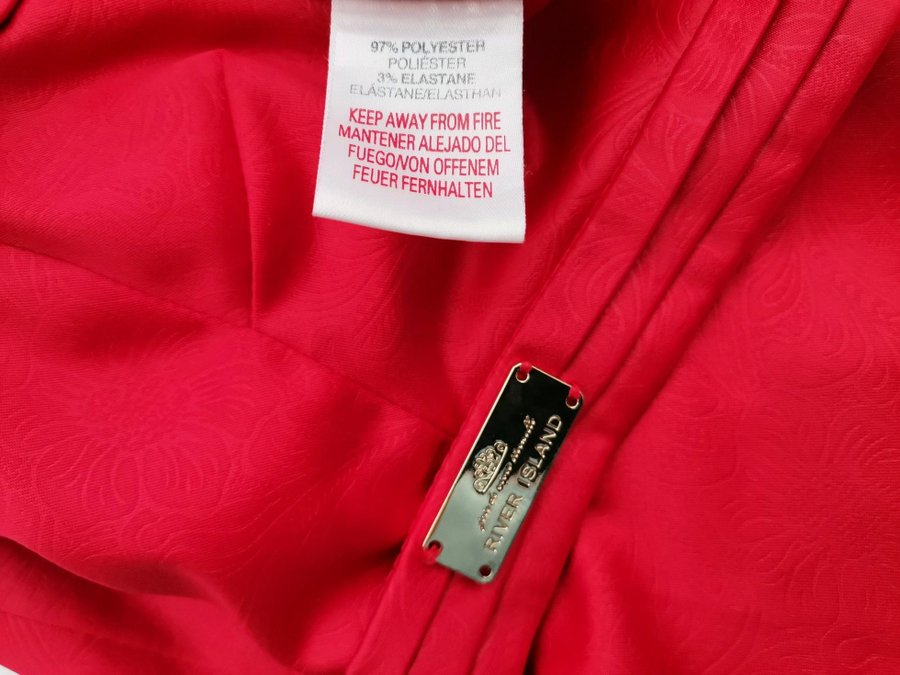 97% POLYESTER
POLIÉSTER
3% ELASTANE
ELASTANE/ELASTHAN
KEEP AWAY FROM FIRE
MANTENER ALEJADO DEL
FUEGO/VON OFFENEM
FEUER FERNHALTEN
RIVER ISLAND